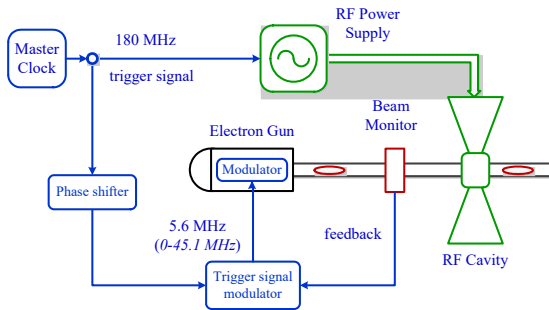 RF Power
Supply
180 MHz
Master
Clock
trigger signal
Beam
Monitor
Electron Gun
Modulator
Phase shifter
5.6 MHz
(0-45.1 MHz)
feedback
RF Cavity
Trigger signal
modulator